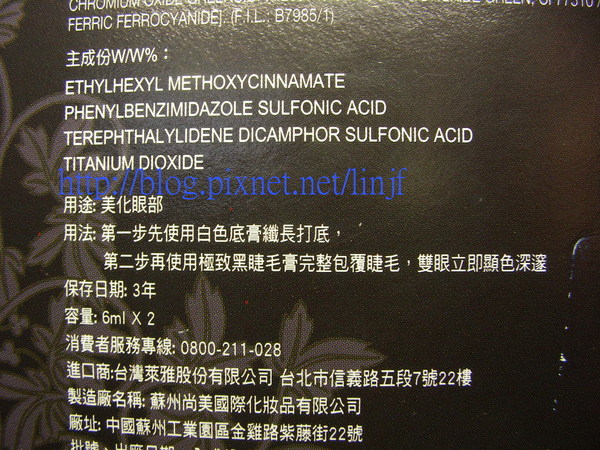 FERRIC FERROCYANIDE]. (F.I.L.: B7985/1)
主成份W/W%：
ETHYLHEXYL METHOXYCINNAMATE
PHENYLBENZIMIDAZOLE SULFONIC ACID
TEREPHTHALYLIDENE DICAMPHOR SULFONIC ACID
TITANIUM DIOXIDE
http://blog.pixnet.net/linjf
用途: 美化眼部
用法: 第一步先使用白色底膏纖長打底，
第二步再使用極致黑睫毛膏完整包覆睫毛，雙眼立即顯色深邃
保存日期: 3年
容量: 6ml X 2
消費者服務專線: 0800-211-028
進口商:台灣萊雅股份有限公司 台北市信義路五段7號22樓
製造廠名稱: 蘇州尚美國際化妝品有限公司
廠址: 中國蘇州工業園區金雞路紫藤街22號